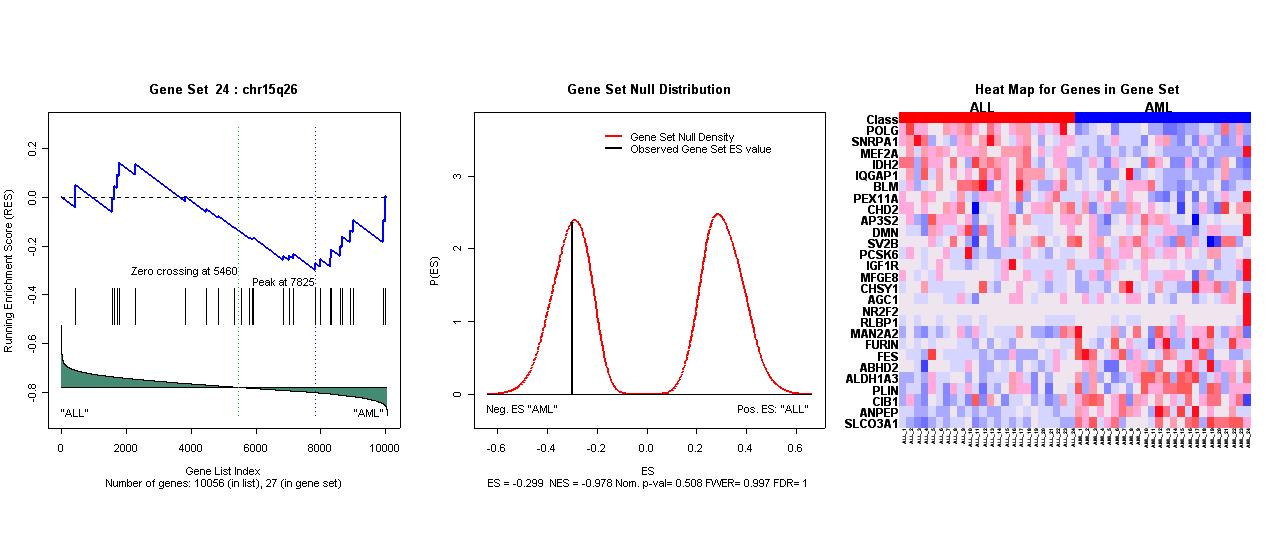 Gene Set 24 : chr15q26
Running Enrichment Score (RES)
0.2
0.0
-0.2
-0.4
-0.6
-0.8
Zero crossing at 5460
Peak at 7825
"ALL"
"AML"
0
2000
4000
6000
8000
10000
Gene List Index
Number of genes: 10056 (in list), 27 (in gene set)
Gene Set Null Distribution
Gene Set Null Density
Observed Gene Set ES value
P(ES)
3
2
1
0
Neg. ES "AML"
Pos. ES: "ALL"
-0.6
-0.4
-0.2
0.0
0.2
0.4
0.6
ES
ES = -0.299 NES = -0.978 Nom. p-val= 0.508 FWER= 0.997 FDR= 1
Heat Map for Genes in Gene Set
ALL
AML
Class
POLG
SNRPA1
MEF2A
IDH2
IQGAP1
BLM
PEX11A
CHD2
AP3S2
DMN
SV2B
PCSK6
IGF1R
MFGE8
CHSY1
AGC1
NR2F2
RLBP1
MAN2A2
FURIN
FES
ABHD2
ALDH1A3
PLIN
CIB1
ANPEP
SLCO3A1